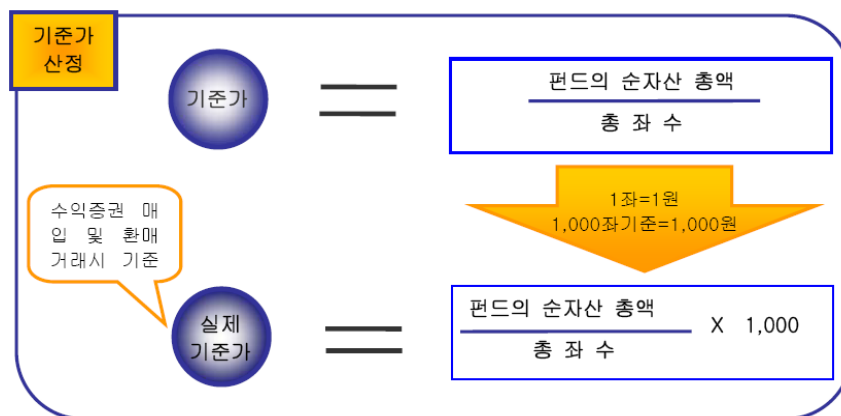 기준가
산정
기준가
펀드의 순자산 총액
총 좌 수
1좌=1원
1,000좌기준=1,000원
수익증권 매
입 및 환매
거래시 기준
실제
기준가
펀드의 순자산 총액
총 좌 수
X 1,000